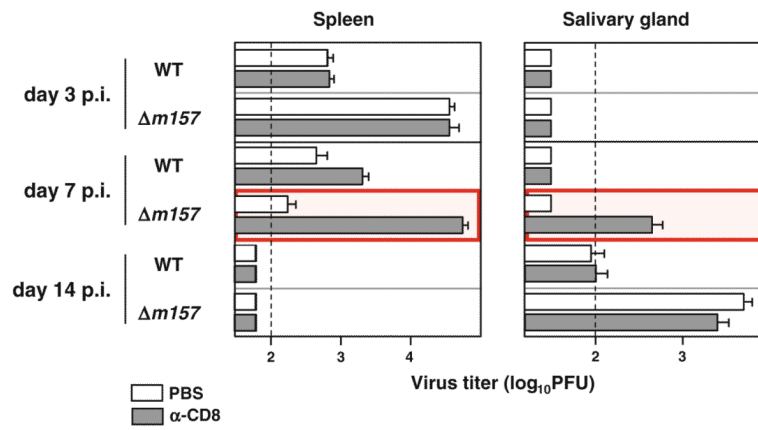 Spleen Salivary gland
day 3 p.i. WT
Δm157
day 7 p.i. WT
Δm157
day 14 p.i. WT
Δm157
2 3 4 2 3
Virus titer (log₁₀PFU)
PBS
α-CD8